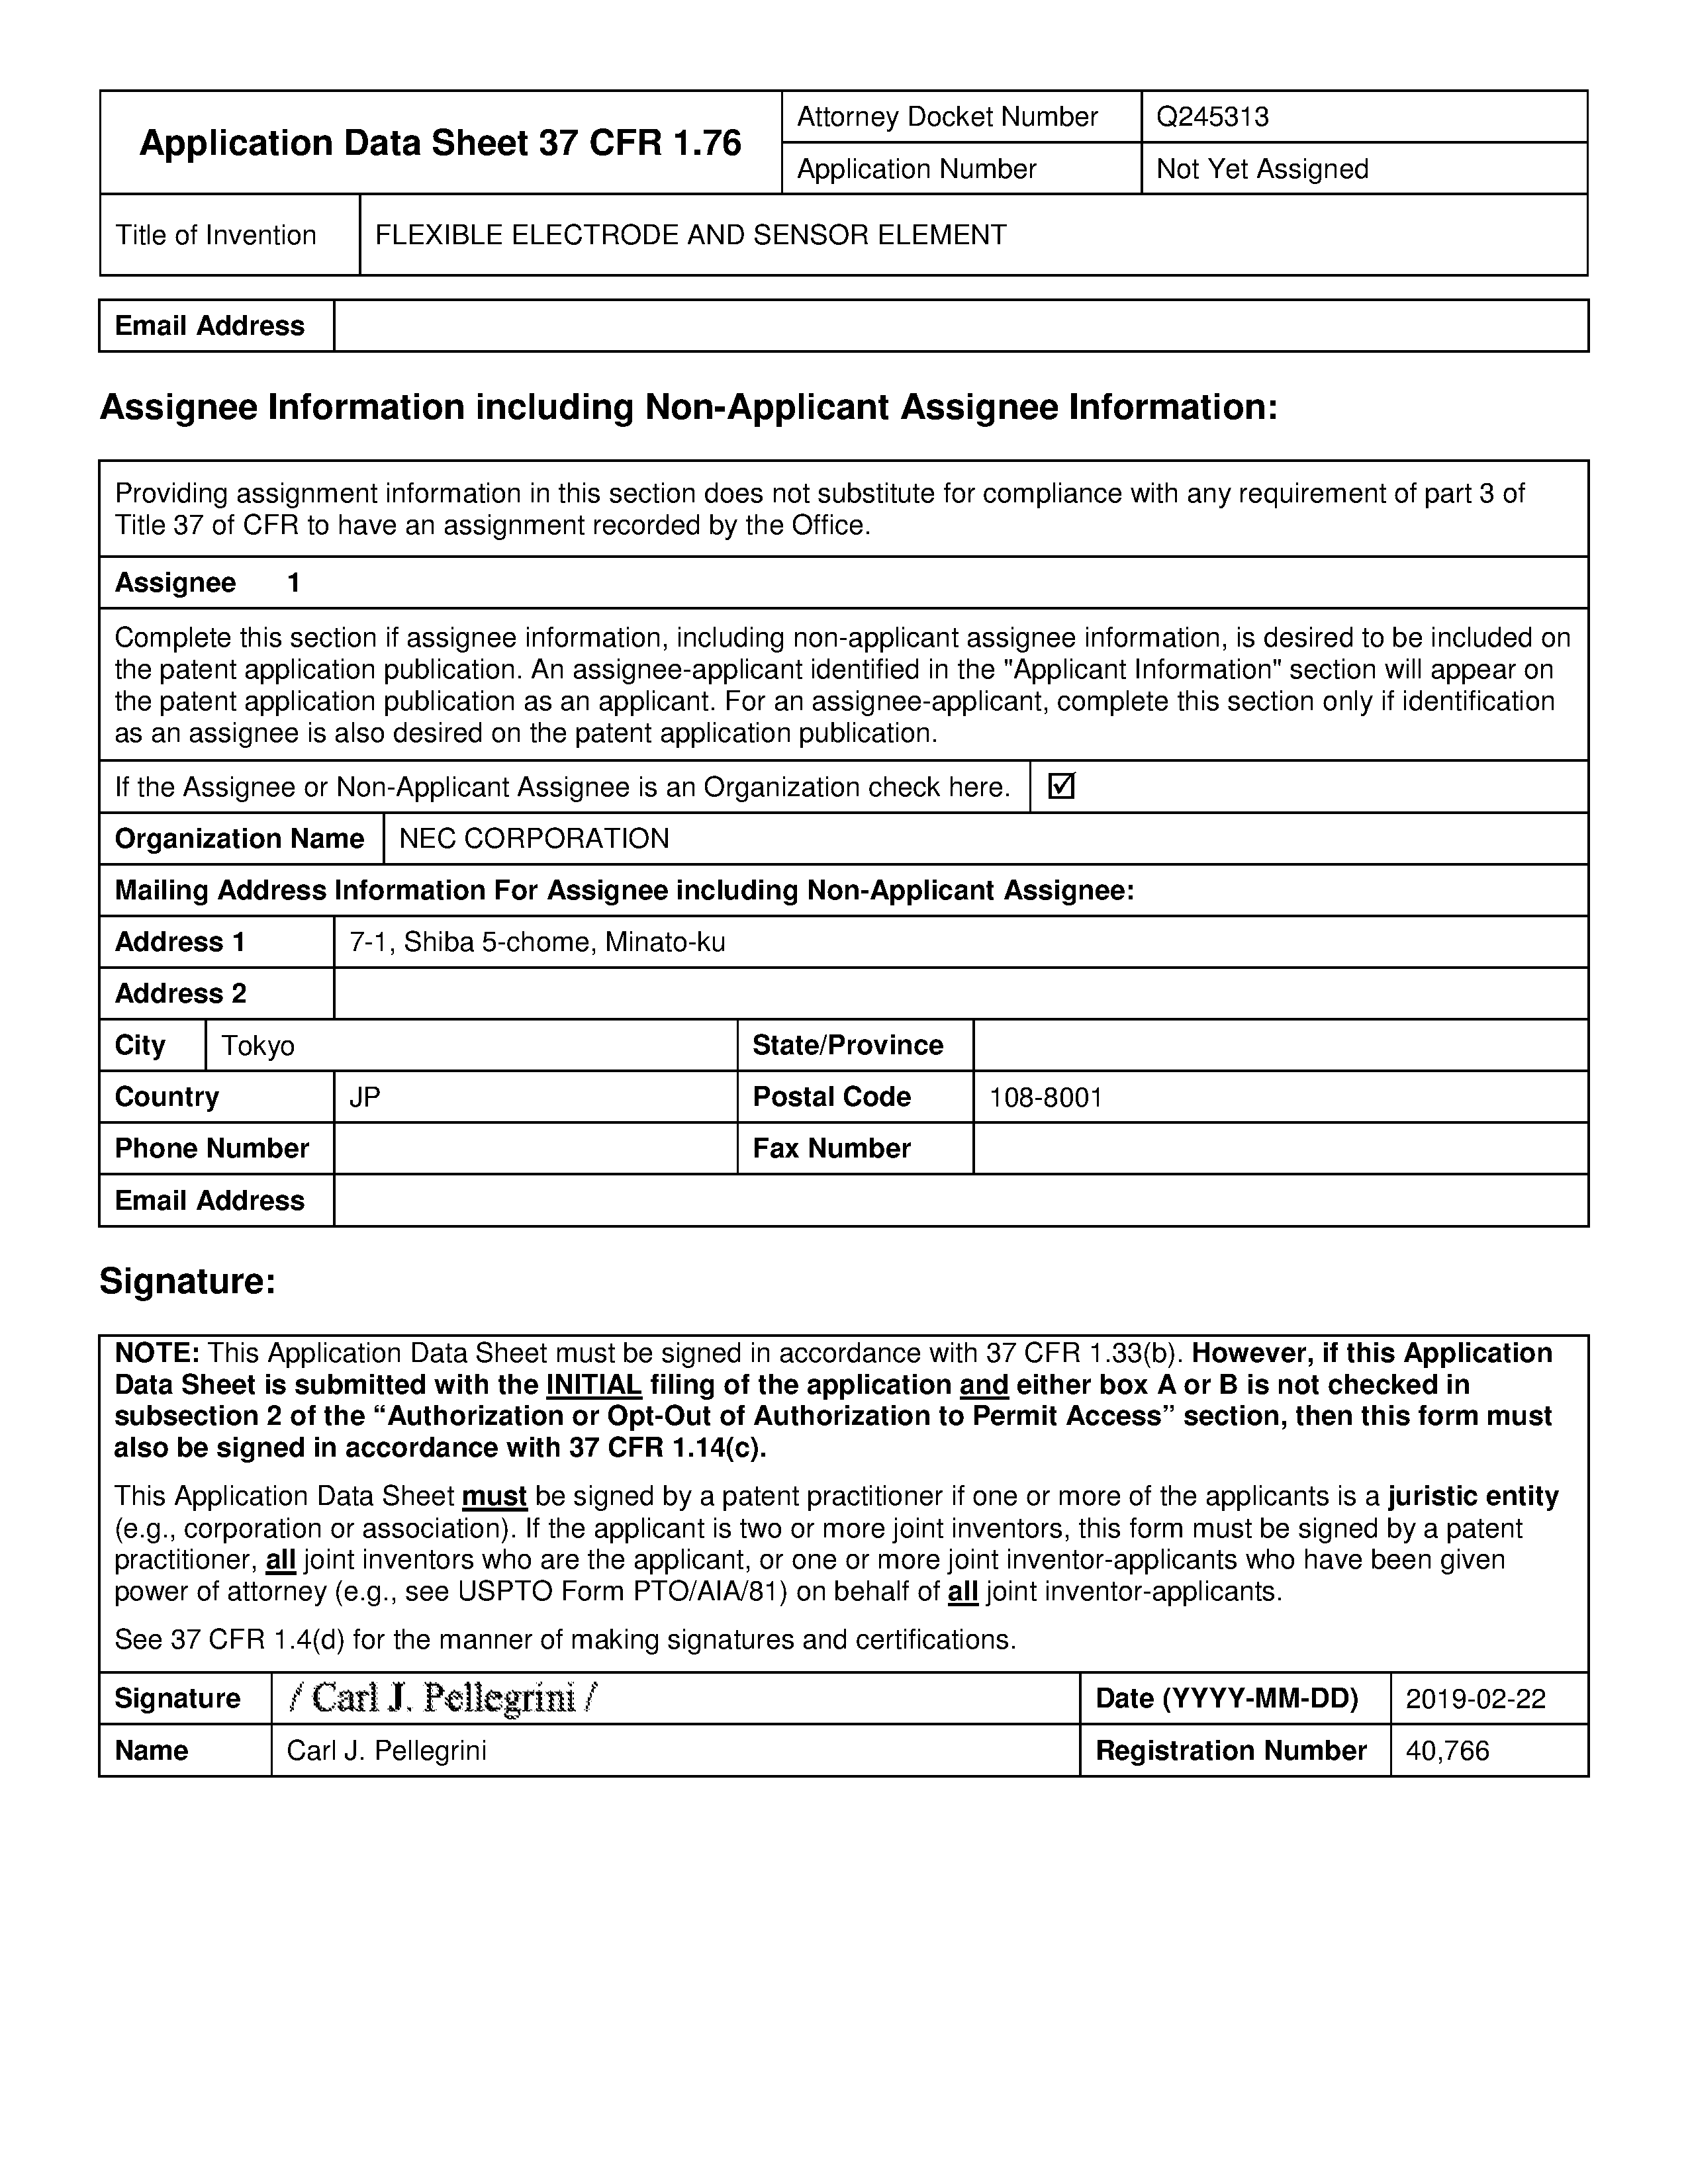 Application Data Sheet 37 CFR 1.76
Attorney Docket Number Q245313
Application Number Not Yet Assigned
Title of Invention FLEXIBLE ELECTRODE AND SENSOR ELEMENT
Email Address
Assignee Information including Non-Applicant Assignee Information:
Providing assignment information in this section does not substitute for compliance with any requirement of part 3 of
Title 37 of CFR to have an assignment recorded by the Office.
Assignee 1
Complete this section if assignee information, including non-applicant assignee information, is desired to be included on
the patent application publication. An assignee-applicant identified in the "Applicant Information" section will appear on
the patent application publication as an applicant. For an assignee-applicant, complete this section only if identification
as an assignee is also desired on the patent application publication.
If the Assignee or Non-Applicant Assignee is an Organization check here. ☑
Organization Name NEC CORPORATION
Mailing Address Information For Assignee including Non-Applicant Assignee:
Address 1 7-1, Shiba 5-chome, Minato-ku
Address 2
City Tokyo State/Province
Country JP Postal Code 108-8001
Phone Number Fax Number
Email Address
Signature:
NOTE: This Application Data Sheet must be signed in accordance with 37 CFR 1.33(b). However, if this Application
Data Sheet is submitted with the INITIAL filing of the application and either box A or B is not checked in
subsection 2 of the “Authorization or Opt-Out of Authorization to Permit Access” section, then this form must
also be signed in accordance with 37 CFR 1.14(c).
This Application Data Sheet must be signed by a patent practitioner if one or more of the applicants is a juristic entity
(e.g., corporation or association). If the applicant is two or more joint inventors, this form must be signed by a patent
practitioner, all joint inventors who are the applicant, or one or more joint inventor-applicants who have been given
power of attorney (e.g., see USPTO Form PTO/AIA/81) on behalf of all joint inventor-applicants.
See 37 CFR 1.4(d) for the manner of making signatures and certifications.
Signature / Carl J. Pellegrini / Date (YYYY-MM-DD) 2019-02-22
Name Carl J. Pellegrini Registration Number 40,766